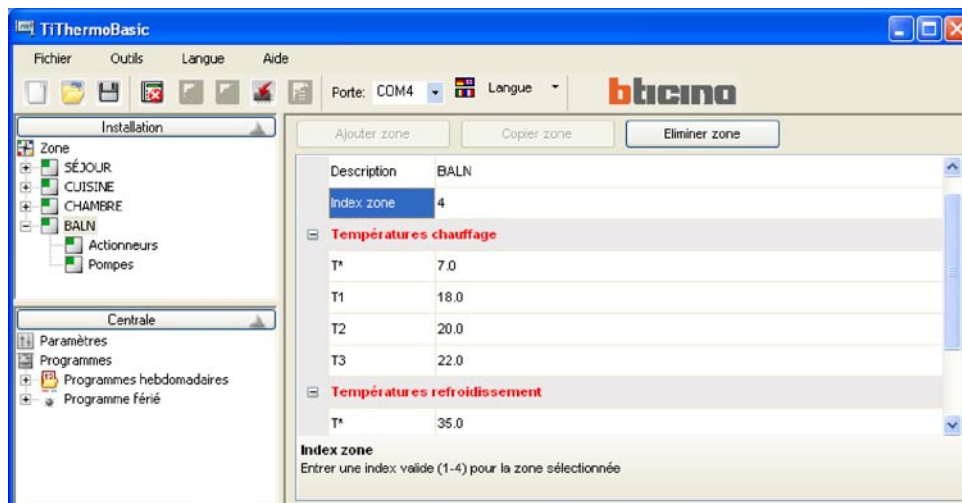 TiThermoBasic
Fichier Outils Langue Aide
Porte: COM4 Langue bticino
Installation
Zone
SÉJOUR
CUISINE
CHAMBRE
BALN
Actionneurs
Pompes
Centrale
Paramètres
Programmes
Programmes hebdomadaires
Programme férié
Ajouter zone Copier zone Eliminer zone
Description BALN
Index zone 4
Températures chauffage
T* 7.0
T1 18.0
T2 20.0
T3 22.0
Températures refroidissement
T* 35.0
Index zone
Entrer une index valide (1-4) pour la zone sélectionnée